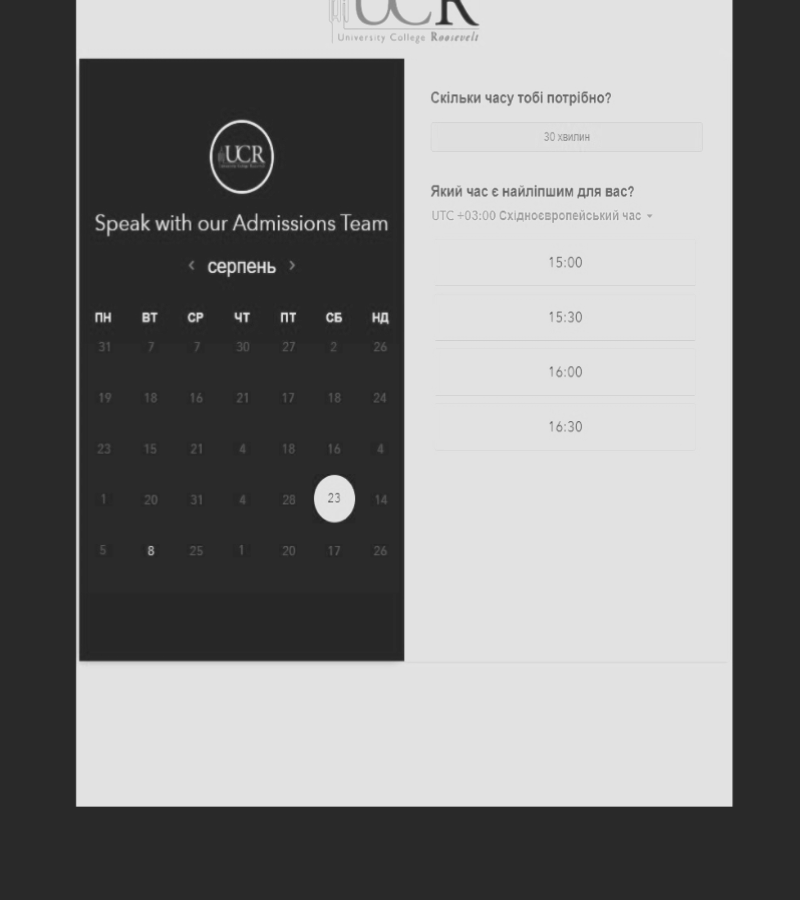 UCR
University College Roosevelt
UCR
Speak with our Admissions Team
< серпень >
ПН ВТ СР ЧТ ПТ СБ НД
31 7 7 30 27 2 26
19 18 16 21 17 18 24
23 15 21 4 18 16 4
1 20 31 4 28 23 14
5 8 25 1 20 17 26
Скільки часу тобі потрібно?
30 хвилин
Який час є найліпшим для вас?
UTC +03:00 Східноєвропейський час
15:00
15:30
16:00
16:30